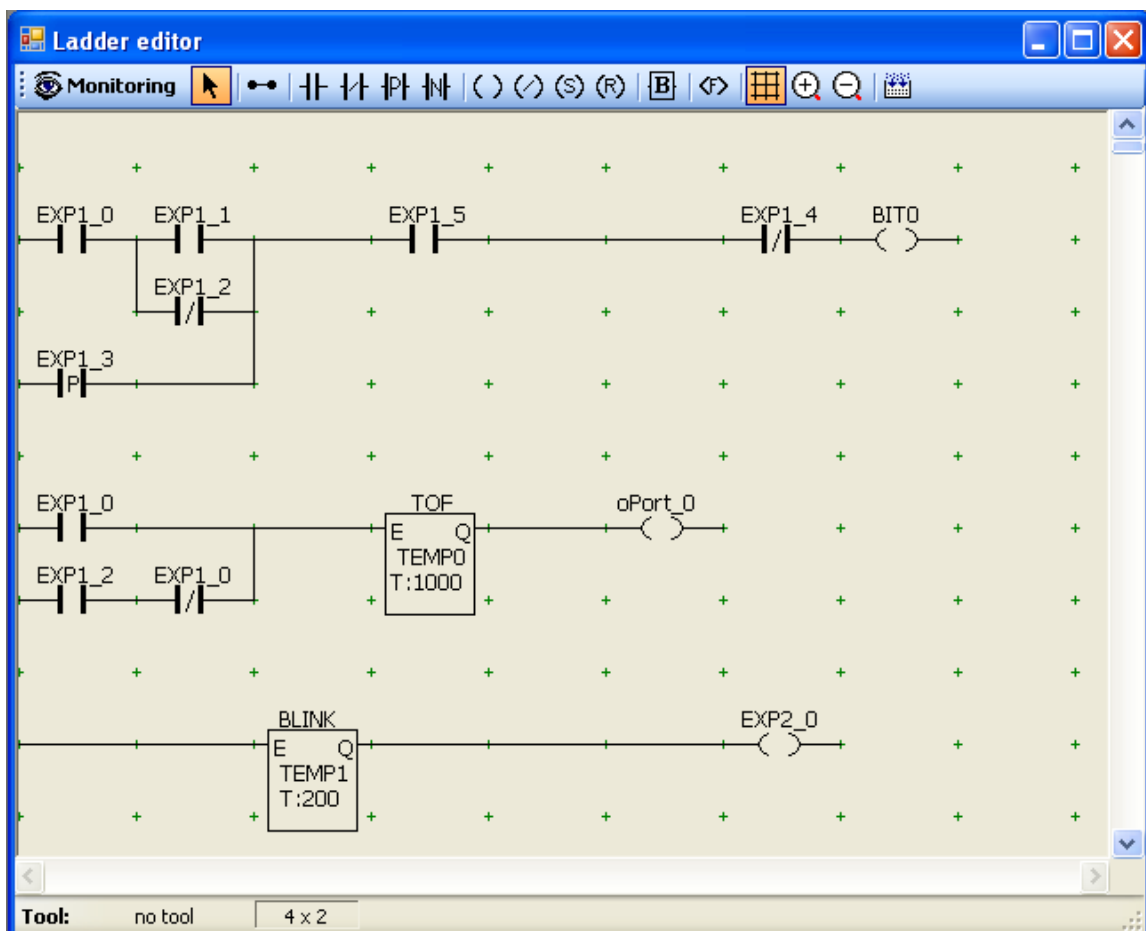 Ladder editor
Monitoring P N ( ) (/) (S) (R) B F
EXP1_0 EXP1_1 EXP1_5 EXP1_4 BIT0
EXP1_2
EXP1_3
P
EXP1_0 TOF oPort_0
E Q
TEMP0
EXP1_2 EXP1_0 T:1000
BLINK EXP2_0
E Q
TEMP1
T:200
Tool: no tool 4 x 2